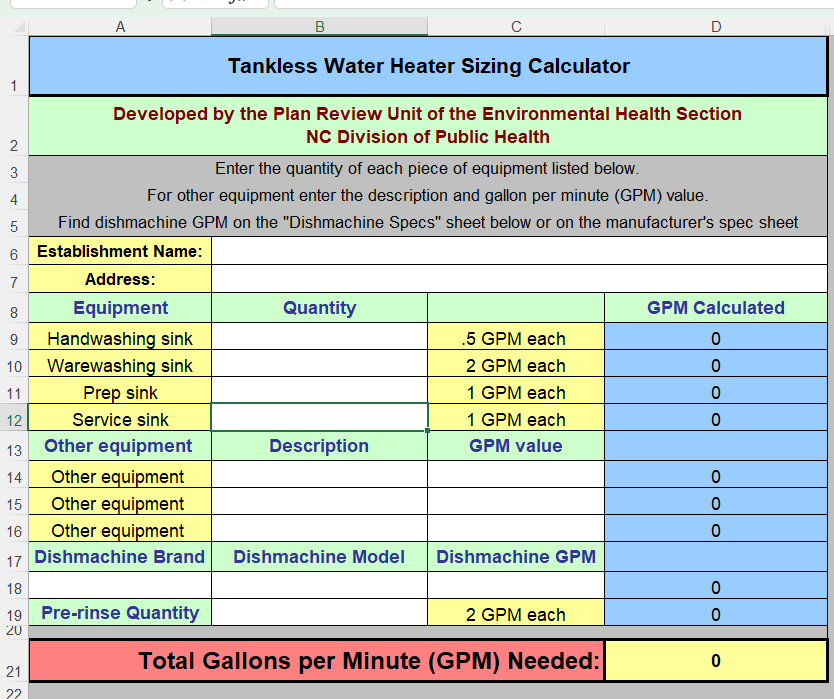 A B C D
1 Tankless Water Heater Sizing Calculator
Developed by the Plan Review Unit of the Environmental Health Section
2 NC Division of Public Health
3 Enter the quantity of each piece of equipment listed below.
4 For other equipment enter the description and gallon per minute (GPM) value.
5 Find dishmachine GPM on the "Dishmachine Specs" sheet below or on the manufacturer's spec sheet
6 Establishment Name:
7 Address:
8 Equipment Quantity GPM Calculated
9 Handwashing sink .5 GPM each 0
10 Warewashing sink 2 GPM each 0
11 Prep sink 1 GPM each 0
12 Service sink 1 GPM each 0
13 Other equipment Description GPM value
14 Other equipment 0
15 Other equipment 0
16 Other equipment 0
17 Dishmachine Brand Dishmachine Model Dishmachine GPM
18 0
19 Pre-rinse Quantity 2 GPM each 0
20
21 Total Gallons per Minute (GPM) Needed: 0
22